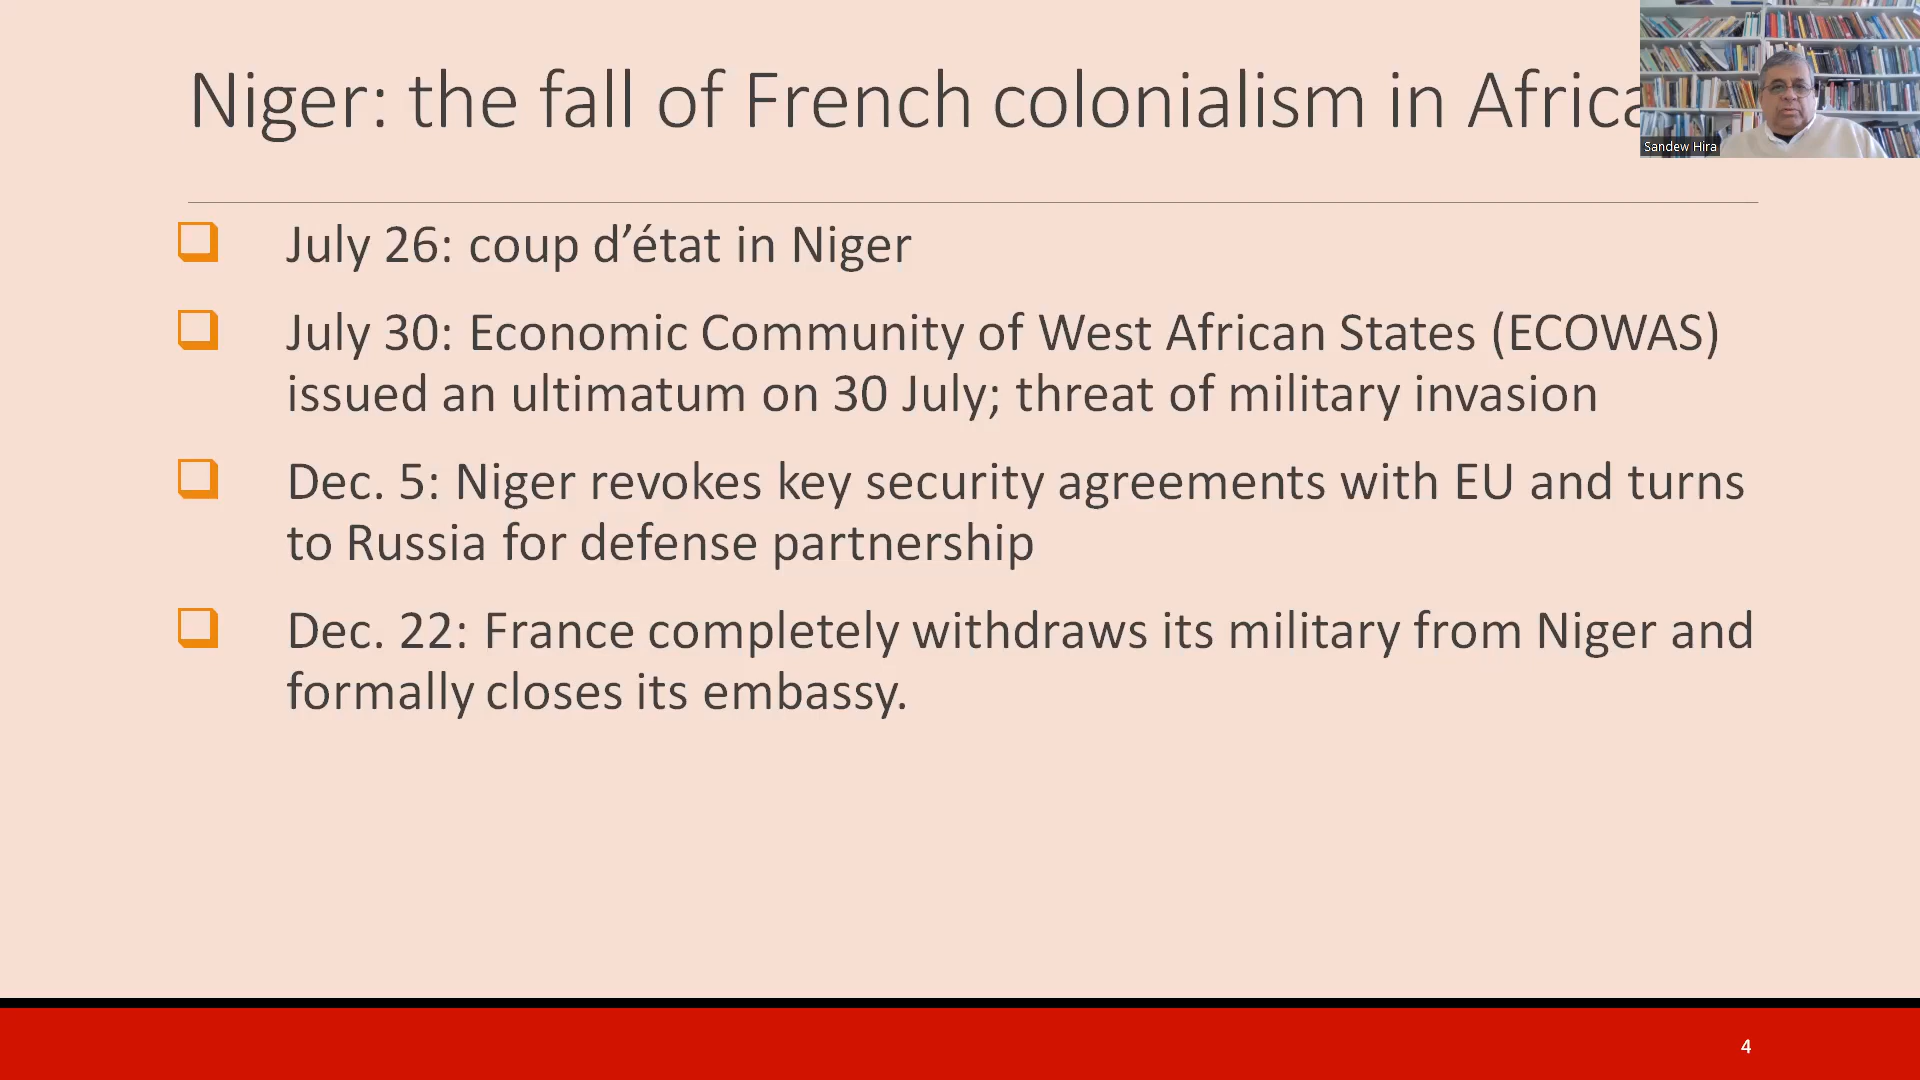 Niger: the fall of French colonialism in Africa
Sandew Hira
July 26: coup d’état in Niger
July 30: Economic Community of West African States (ECOWAS)
issued an ultimatum on 30 July; threat of military invasion
Dec. 5: Niger revokes key security agreements with EU and turns
to Russia for defense partnership
Dec. 22: France completely withdraws its military from Niger and
formally closes its embassy.
4